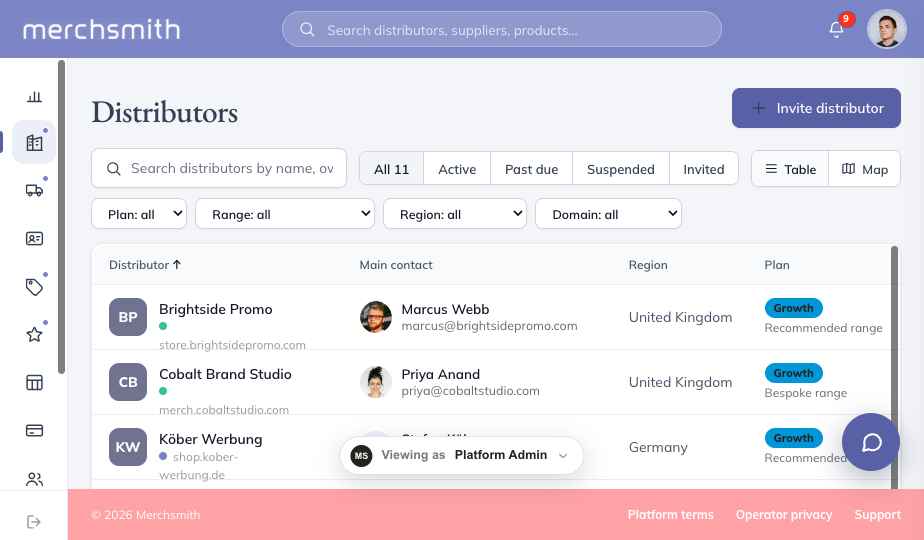 merchsmith
Search distributors, suppliers, products...
9
Distributors
Invite distributor
Search distributors by name, ov
All 11
Active
Past due
Suspended
Invited
Table
Map
Plan: all
Range: all
Region: all
Domain: all
Distributor
Main contact
Region
Plan
BP
Brightside Promo
store.brightsidepromo.com
Marcus Webb
marcus@brightsidepromo.com
United Kingdom
Growth
Recommended range
CB
Cobalt Brand Studio
merch.cobaltstudio.com
Priya Anand
priya@cobaltstudio.com
United Kingdom
Growth
Bespoke range
KW
Köber Werbung
shop.kober-
werbung.de
Germany
Growth
Recommended
MS
Viewing as Platform Admin
© 2026 Merchsmith
Platform terms
Operator privacy
Support